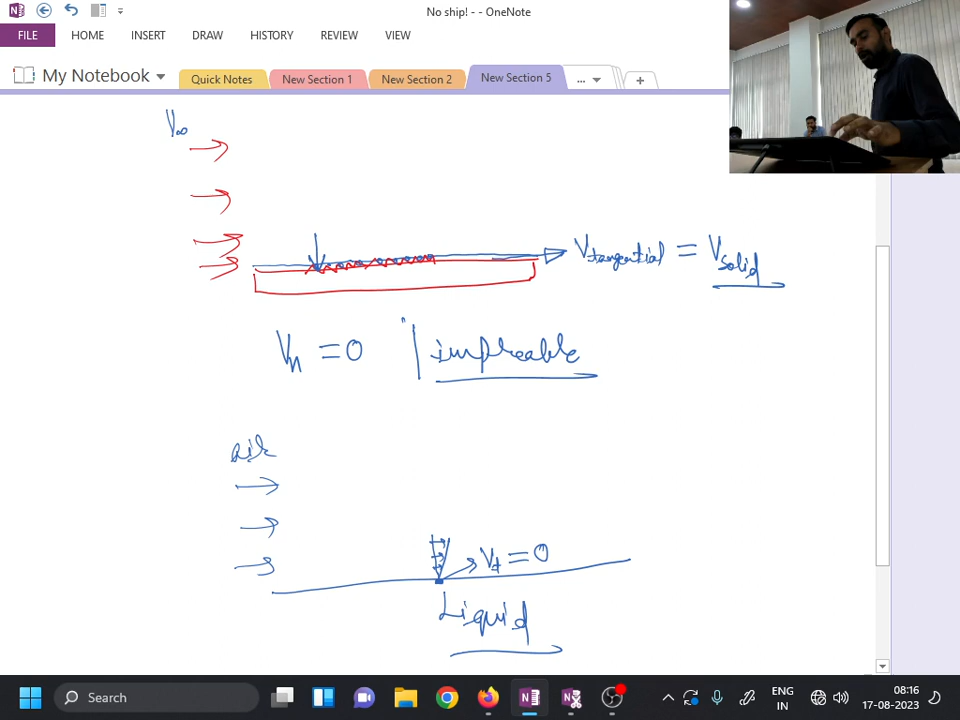 No ship! - - OneNote
FILE HOME INSERT DRAW HISTORY REVIEW VIEW
My Notebook Quick Notes New Section 1 New Section 2 New Section 5 ... +
V∞
Vtangential = Vsolid
Vn = 0 | impreable
air
Vt = 0
Liquid
Search
ENG
IN
08:16
17-08-2023